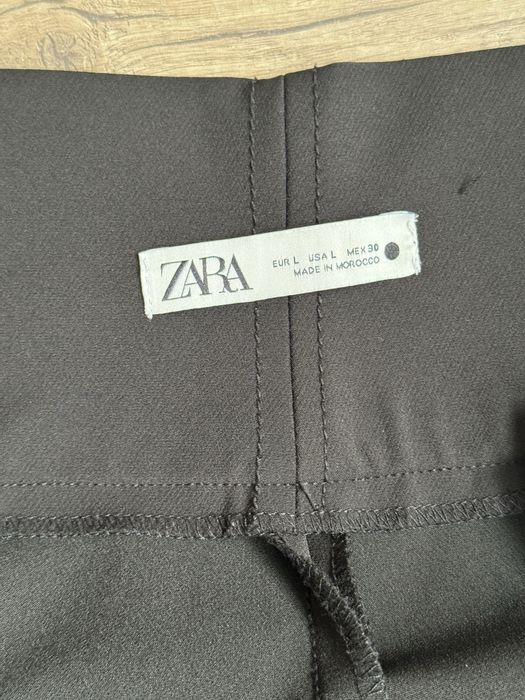 ZARA
EUR L USA L MEX 30
MADE IN MOROCCO